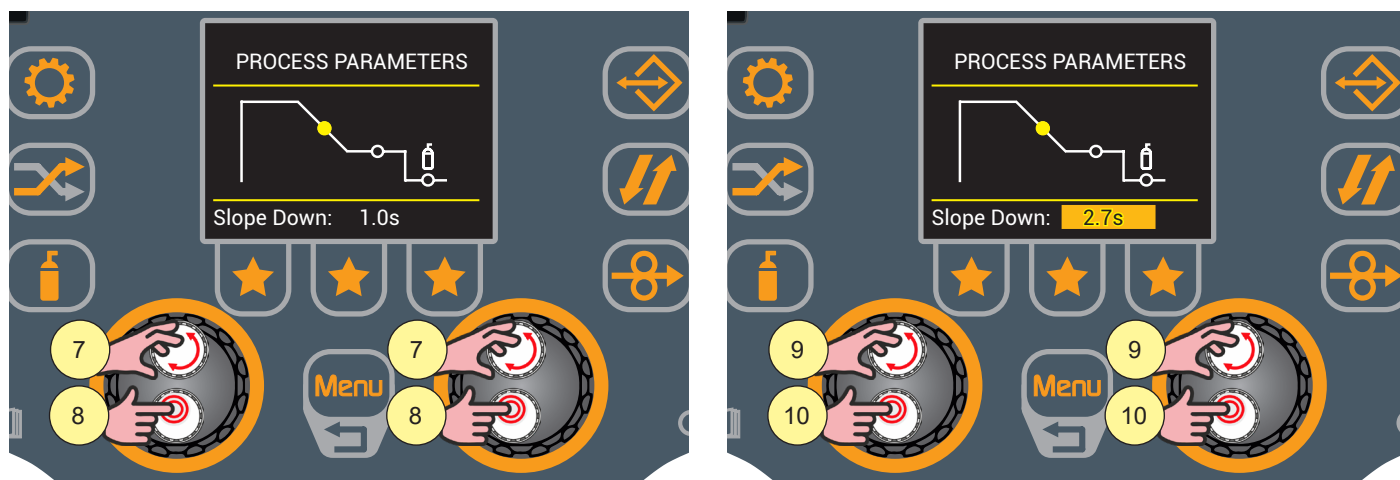 PROCESS PARAMETERS
Slope Down: 1.0s
7
7
8
8
Menu
PROCESS PARAMETERS
Slope Down: 2.7s
9
9
10
10
Menu